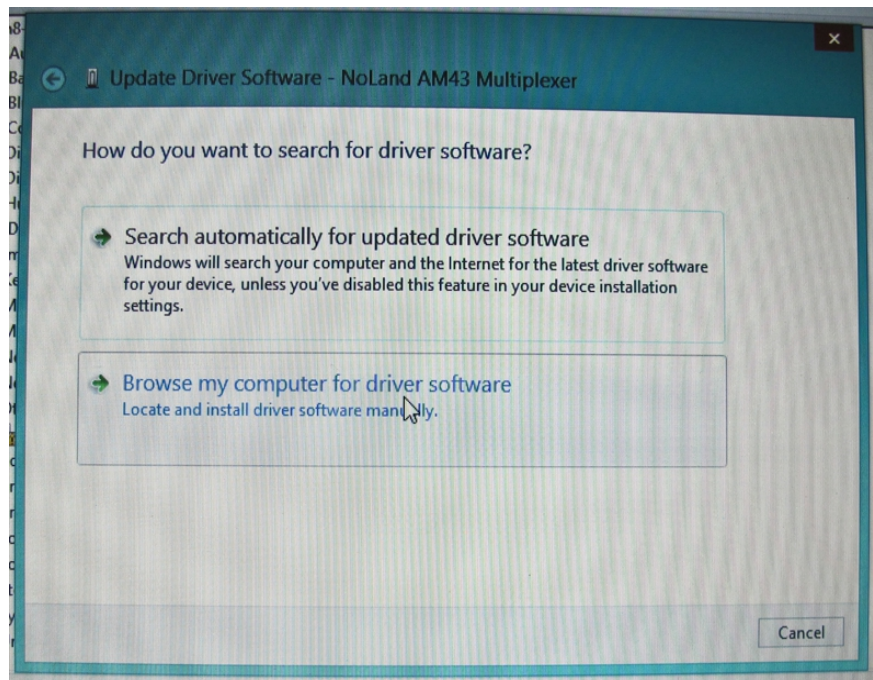 Update Driver Software - NoLand AM43 Multiplexer
How do you want to search for driver software?
Search automatically for updated driver software
Windows will search your computer and the Internet for the latest driver software
for your device, unless you've disabled this feature in your device installation
settings.
Browse my computer for driver software
Locate and install driver software manually.
Cancel